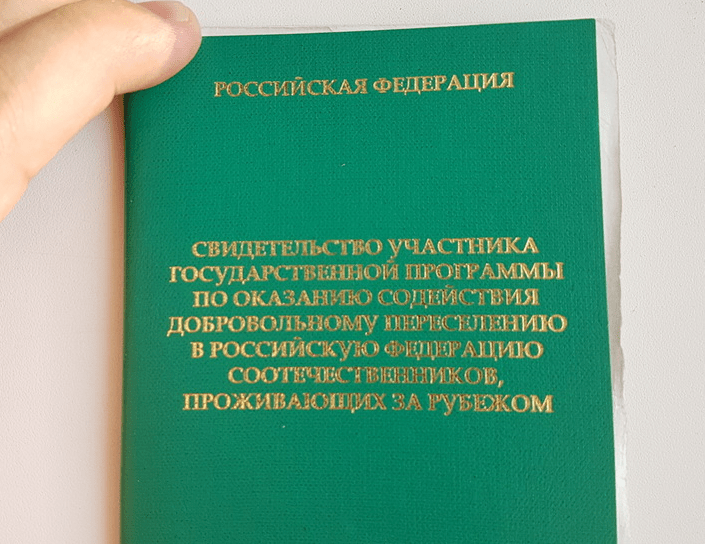 РОССИЙСКАЯ ФЕДЕРАЦИЯ
СВИДЕТЕЛЬСТВО УЧАСТНИКА
ГОСУДАРСТВЕННОЙ ПРОГРАММЫ
ПО ОКАЗАНИЮ СОДЕЙСТВИЯ
ДОБРОВОЛЬНОМУ ПЕРЕСЕЛЕНИЮ
В РОССИЙСКУЮ ФЕДЕРАЦИЮ
СООТЕЧЕСТВЕННИКОВ,
ПРОЖИВАЮЩИХ ЗА РУБЕЖОМ